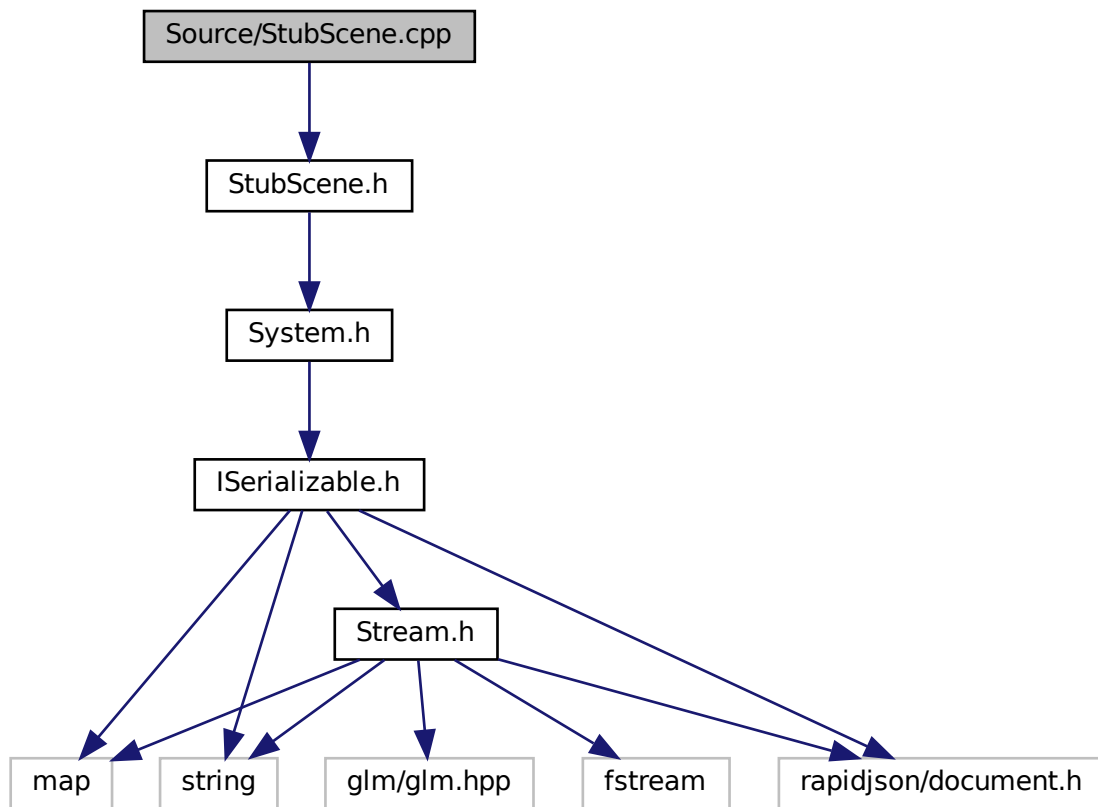 Source/StubScene.cpp
StubScene.h
System.h
ISerializable.h
Stream.h
map
string
glm/glm.hpp
fstream
rapidjson/document.h